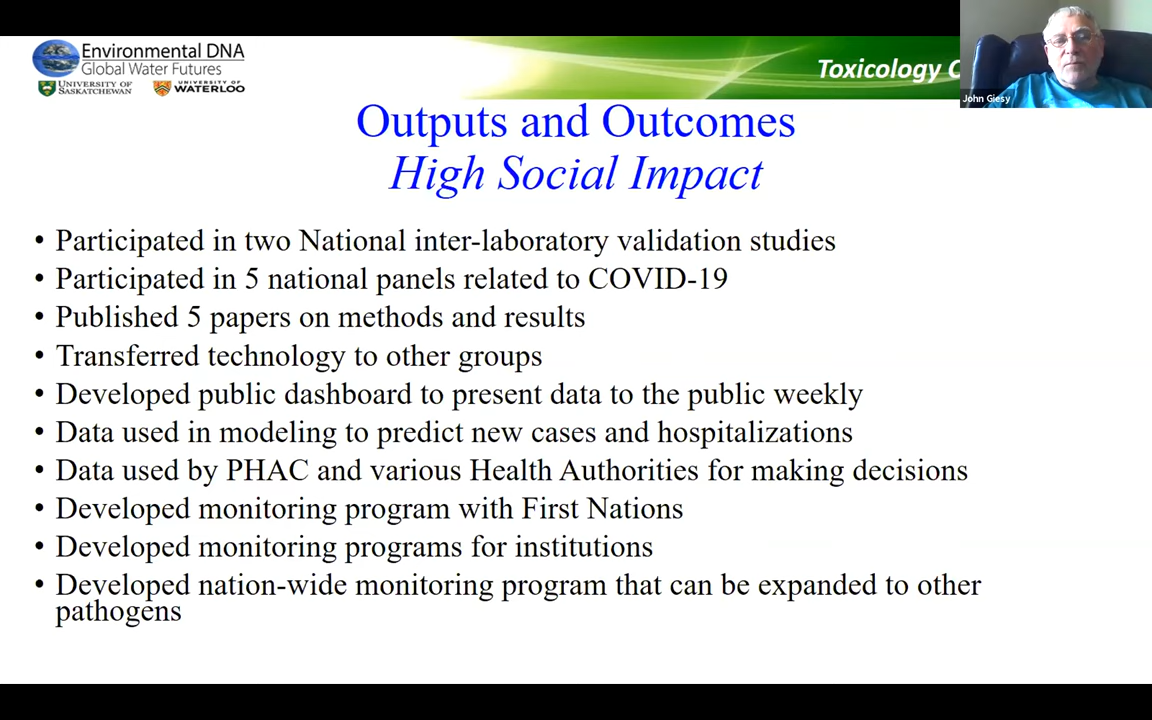 Environmental DNA
Global Water Futures
UNIVERSITY OF SASKATCHEWAN
UNIVERSITY OF WATERLOO
Toxicology
John Giesy
Outputs and Outcomes
High Social Impact
• Participated in two National inter-laboratory validation studies
• Participated in 5 national panels related to COVID-19
• Published 5 papers on methods and results
• Transferred technology to other groups
• Developed public dashboard to present data to the public weekly
• Data used in modeling to predict new cases and hospitalizations
• Data used by PHAC and various Health Authorities for making decisions
• Developed monitoring program with First Nations
• Developed monitoring programs for institutions
• Developed nation-wide monitoring program that can be expanded to other
pathogens